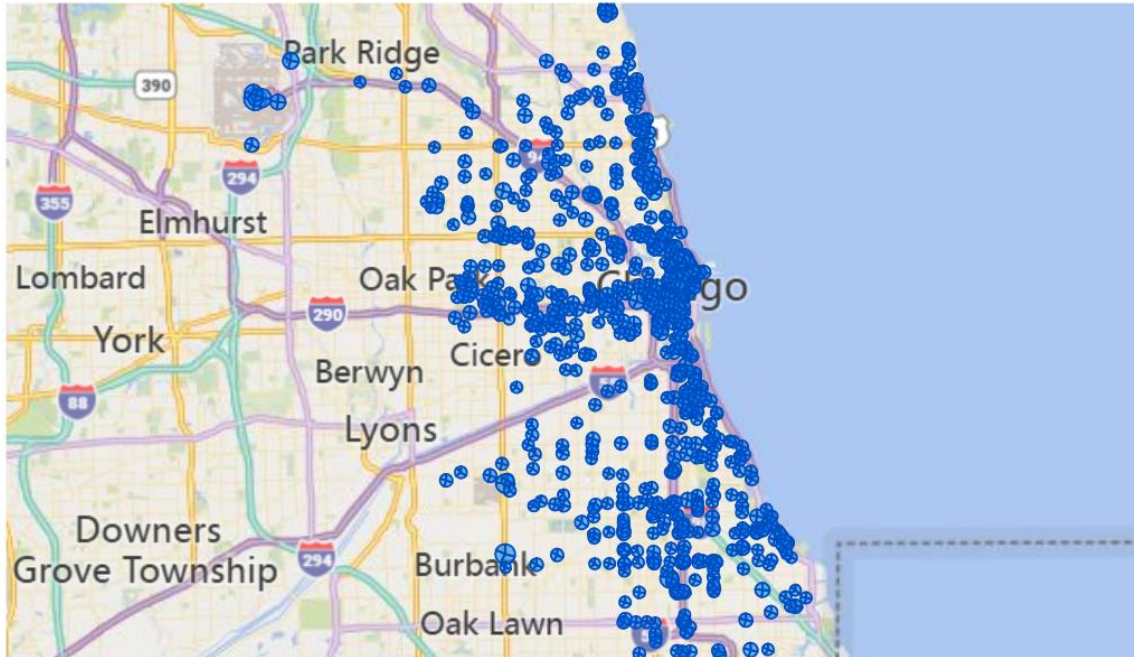 Park Ridge
390
294
355
Elmhurst
Lombard
Oak Park
290
York
Cicero
Berwyn
88
Lyons
Downers
Grove Township
294
Burbank
Oak Lawn